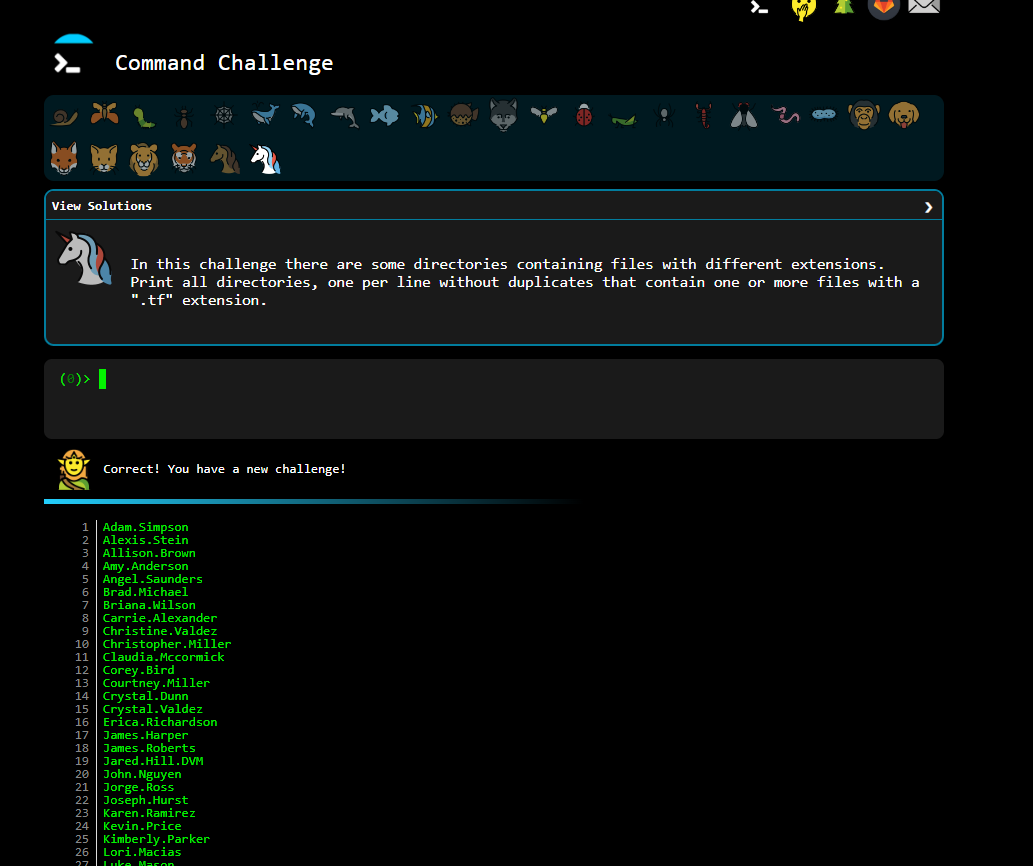 Command Challenge
View Solutions
In this challenge there are some directories containing files with different extensions.
Print all directories, one per line without duplicates that contain one or more files with a
".tf" extension.
(0)>
Correct! You have a new challenge!
1 Adam.Simpson
2 Alexis.Stein
3 Allison.Brown
4 Amy.Anderson
5 Angel.Saunders
6 Brad.Michael
7 Briana.Wilson
8 Carrie.Alexander
9 Christine.Valdez
10 Christopher.Miller
11 Claudia.Mccormick
12 Corey.Bird
13 Courtney.Miller
14 Crystal.Dunn
15 Crystal.Valdez
16 Erica.Richardson
17 James.Harper
18 James.Roberts
19 Jared.Hill.DVM
20 John.Nguyen
21 Jorge.Ross
22 Joseph.Hurst
23 Karen.Ramirez
24 Kevin.Price
25 Kimberly.Parker
26 Lori.Macias
27 Luke.Mason